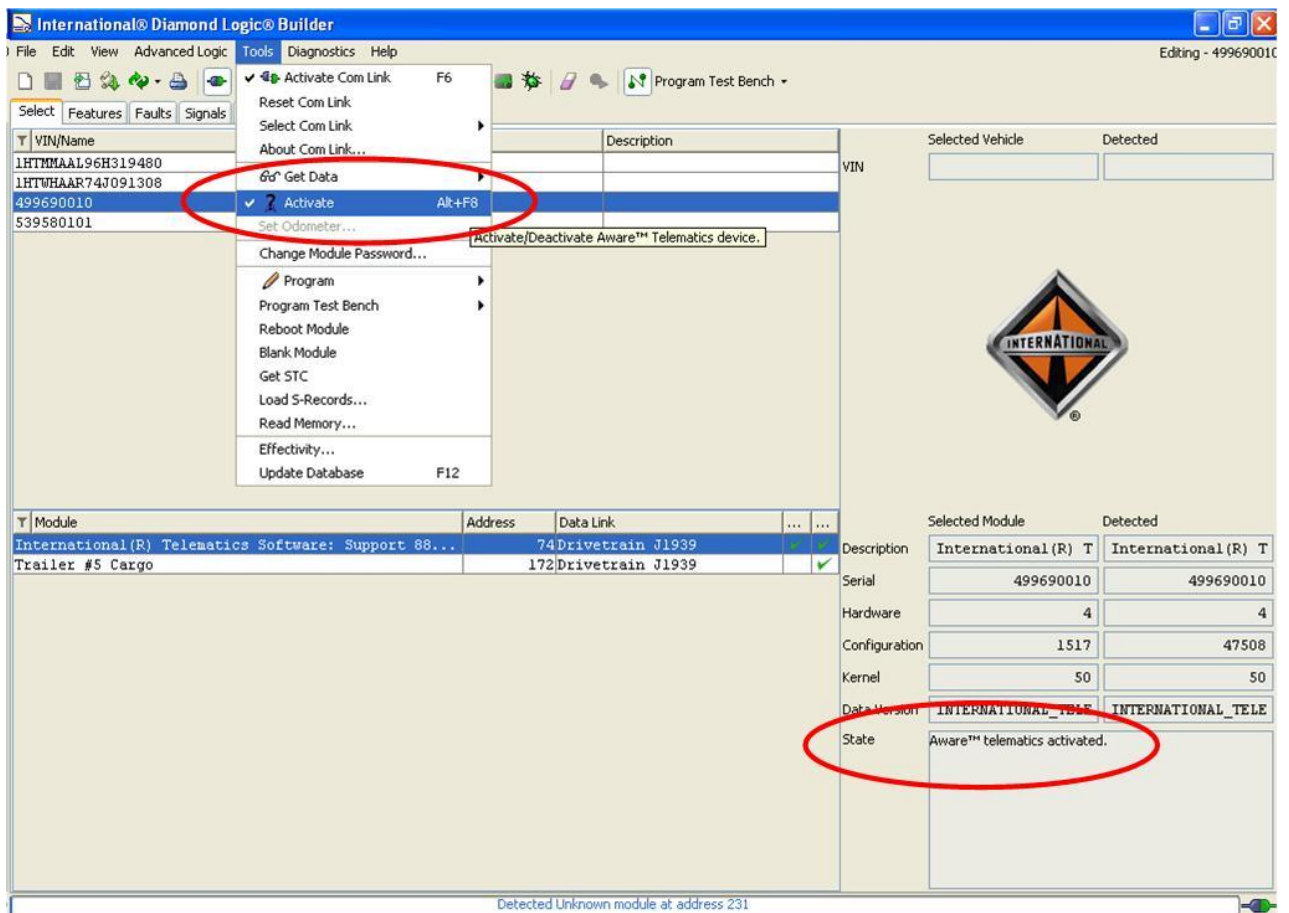 International® Diamond Logic® Builder
File Edit View Advanced Logic Tools Diagnostics Help
Editing - 499690010
Program Test Bench
Select Features Faults Signals
Activate Com Link F6
Reset Com Link
Select Com Link
About Com Link...
Get Data
Activate Alt+F8
Set Odometer...
Activate/Deactivate Aware™ Telematics device.
Change Module Password...
Program
Program Test Bench
Reboot Module
Blank Module
Get STC
Load S-Records...
Read Memory...
Effectivity...
Update Database F12
VIN/Name Description
1HTMMAAL96H319480
1HTWHAAR74J091308
499690010
539580101
Selected Vehicle Detected
VIN
INTERNATIONAL
®
Module Address Data Link ... ...
International(R) Telematics Software: Support 88... 74 Drivetrain J1939
Trailer #5 Cargo 172 Drivetrain J1939
Selected Module Detected
Description International(R) T International(R) T
Serial 499690010 499690010
Hardware 4 4
Configuration 1517 47508
Kernel 50 50
Data Version INTERNATIONAL_TELE INTERNATIONAL_TELE
State Aware™ telematics activated.
Detected Unknown module at address 231